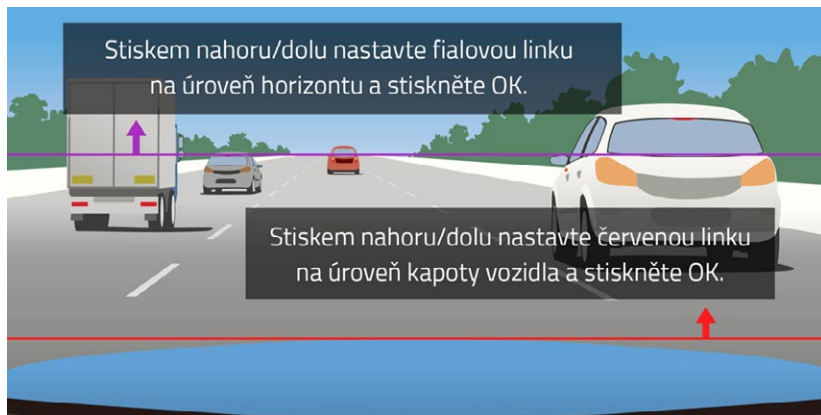 Stiskem nahoru/dolu nastavte fialovou linku
na úroveň horizontu a stiskněte OK.
Stiskem nahoru/dolu nastavte červenou linku
na úroveň kapoty vozidla a stiskněte OK.